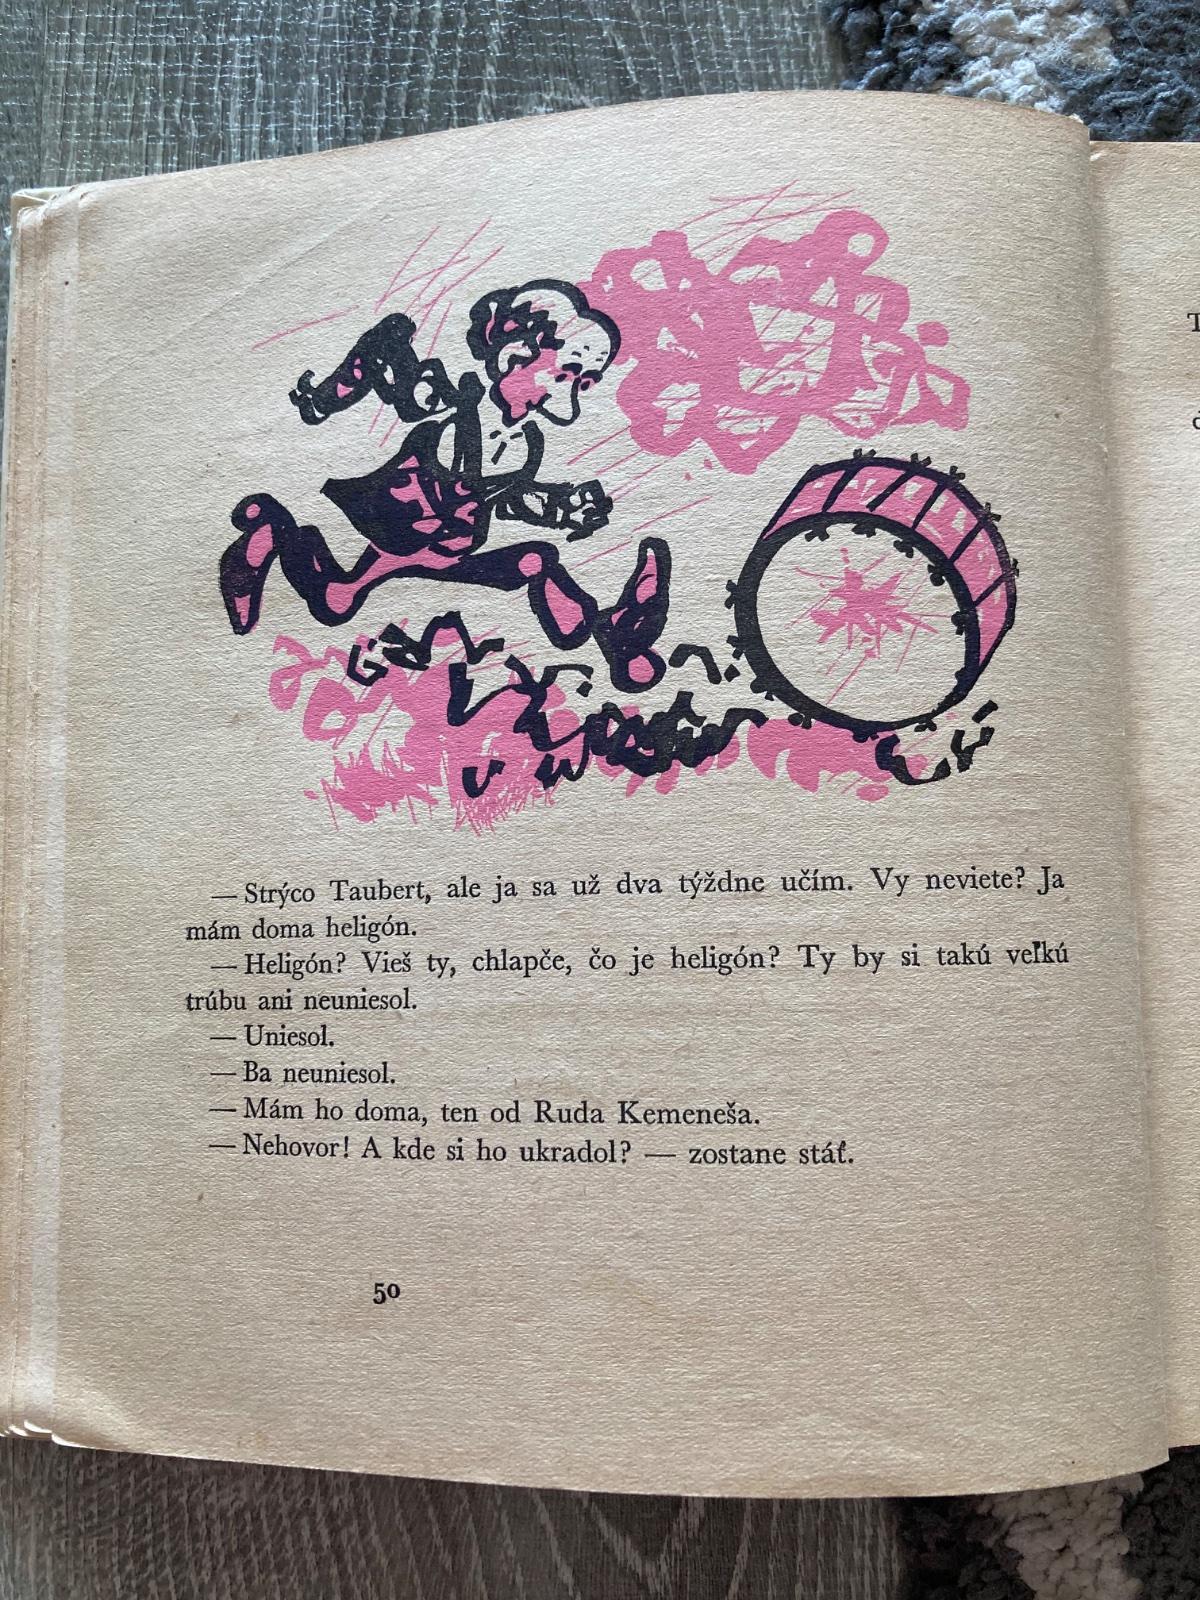 — Strýco Taubert, ale ja sa už dva týždne učím. Vy neviete? Ja
mám doma heligón.
— Heligón? Vieš ty, chlapče, čo je heligón? Ty by si takú veľkú
trúbu ani neuniesol.
— Uniesol.
— Ba neuniesol.
— Mám ho doma, ten od Ruda Kemeneša.
— Nehovor! A kde si ho ukradol? — zostane stáť.
50